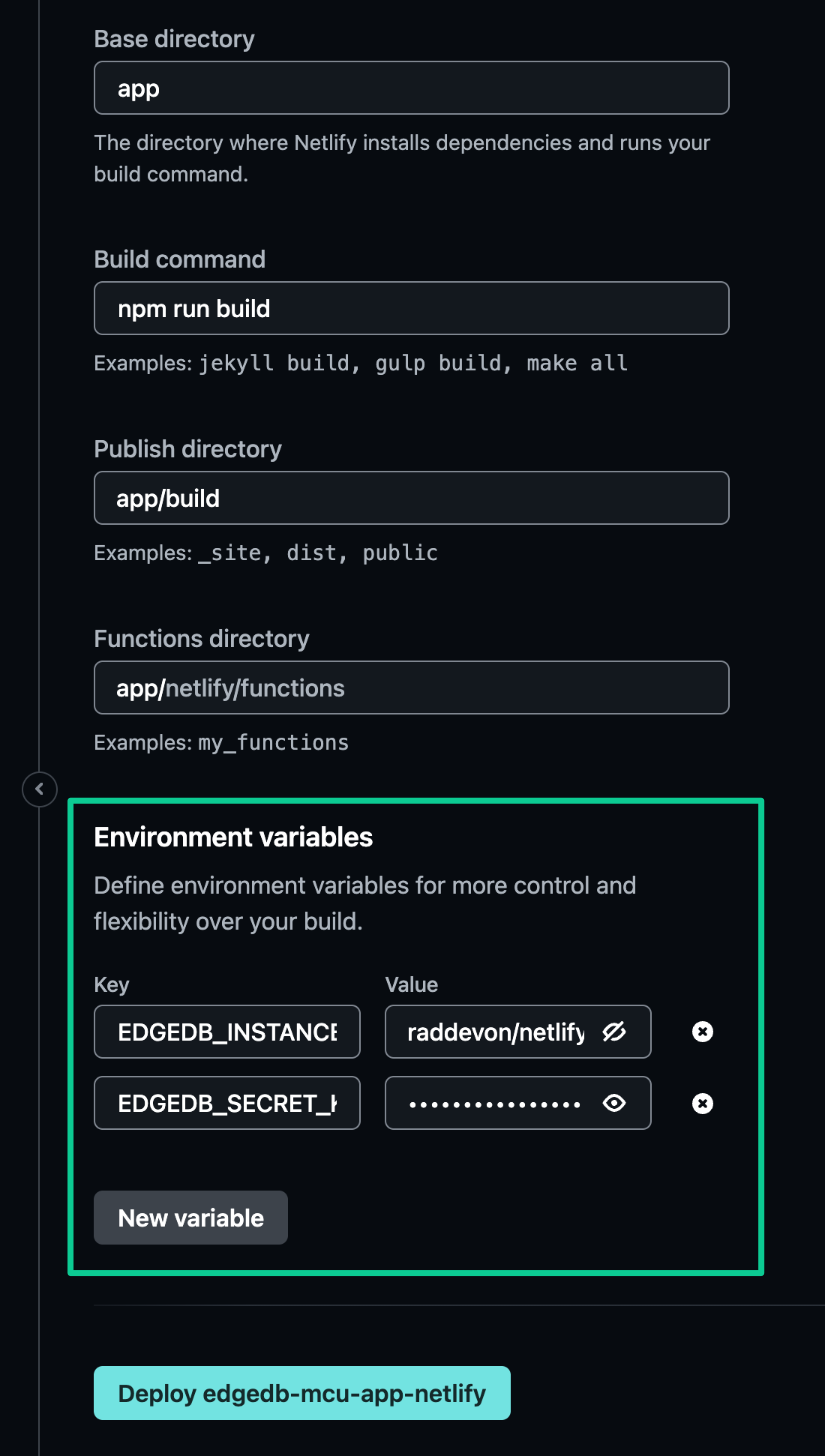 Base directory
app
The directory where Netlify installs dependencies and runs your
build command.
Build command
npm run build
Examples: jekyll build, gulp build, make all
Publish directory
app/build
Examples: _site, dist, public
Functions directory
app/netlify/functions
Examples: my_functions
Environment variables
Define environment variables for more control and
flexibility over your build.
Key Value
EDGEDB_INSTANCE raddevon/netlify
EDGEDB_SECRET_ ••••••••••••••••
New variable
Deploy edgedb-mcu-app-netlify